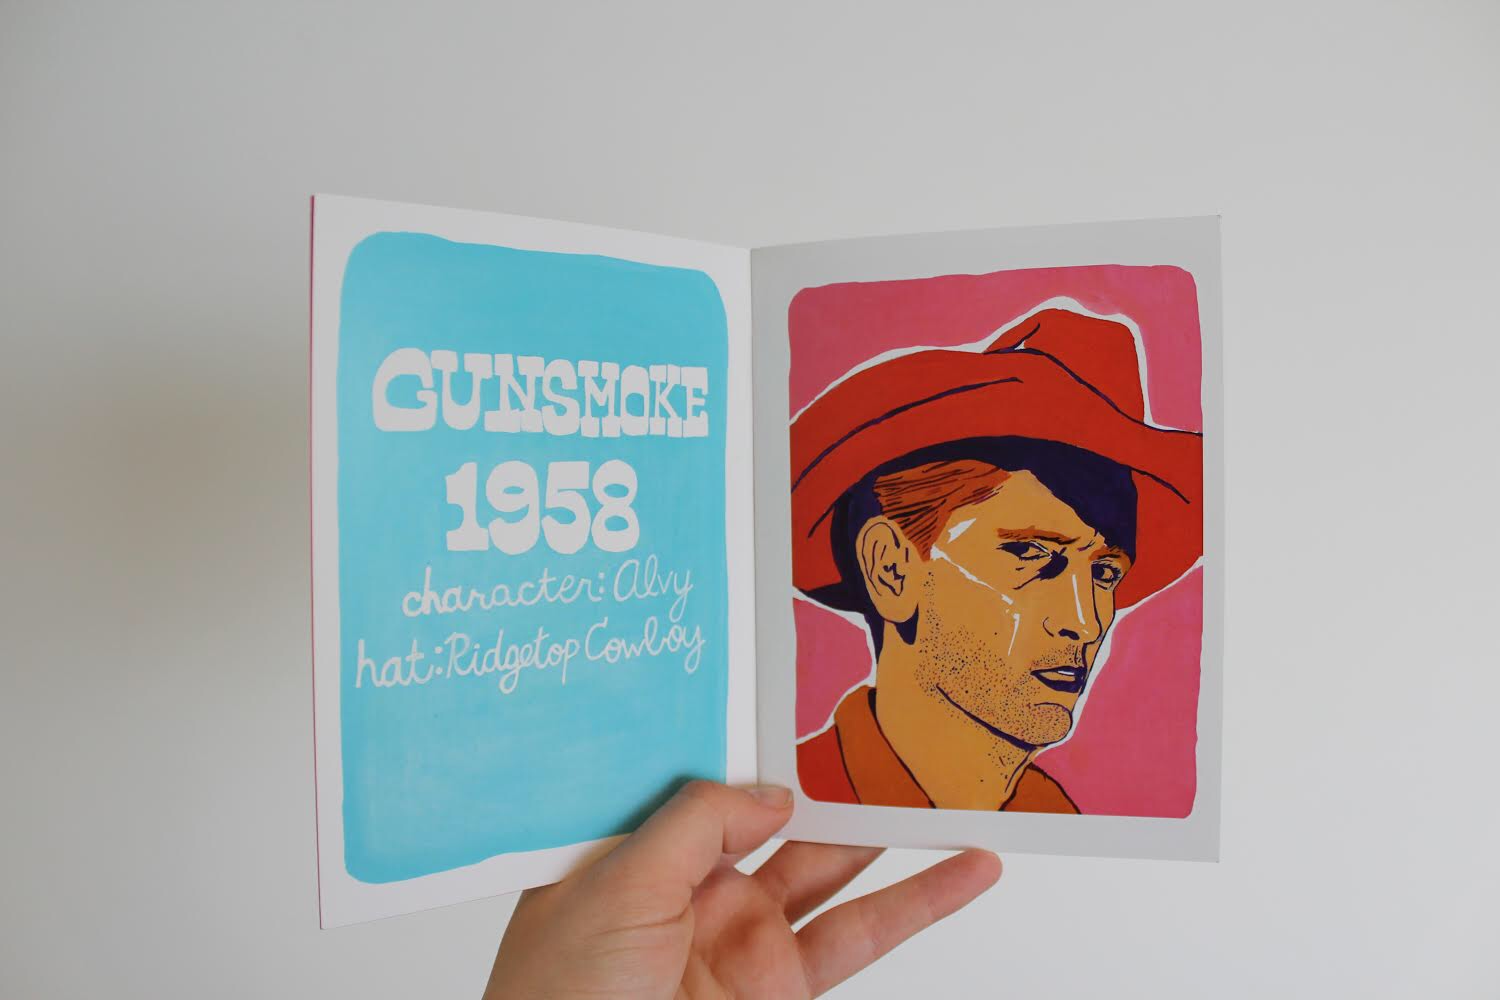 GUNSMOKE
1958
character: Alvy
hat: Ridgetop Cowboy